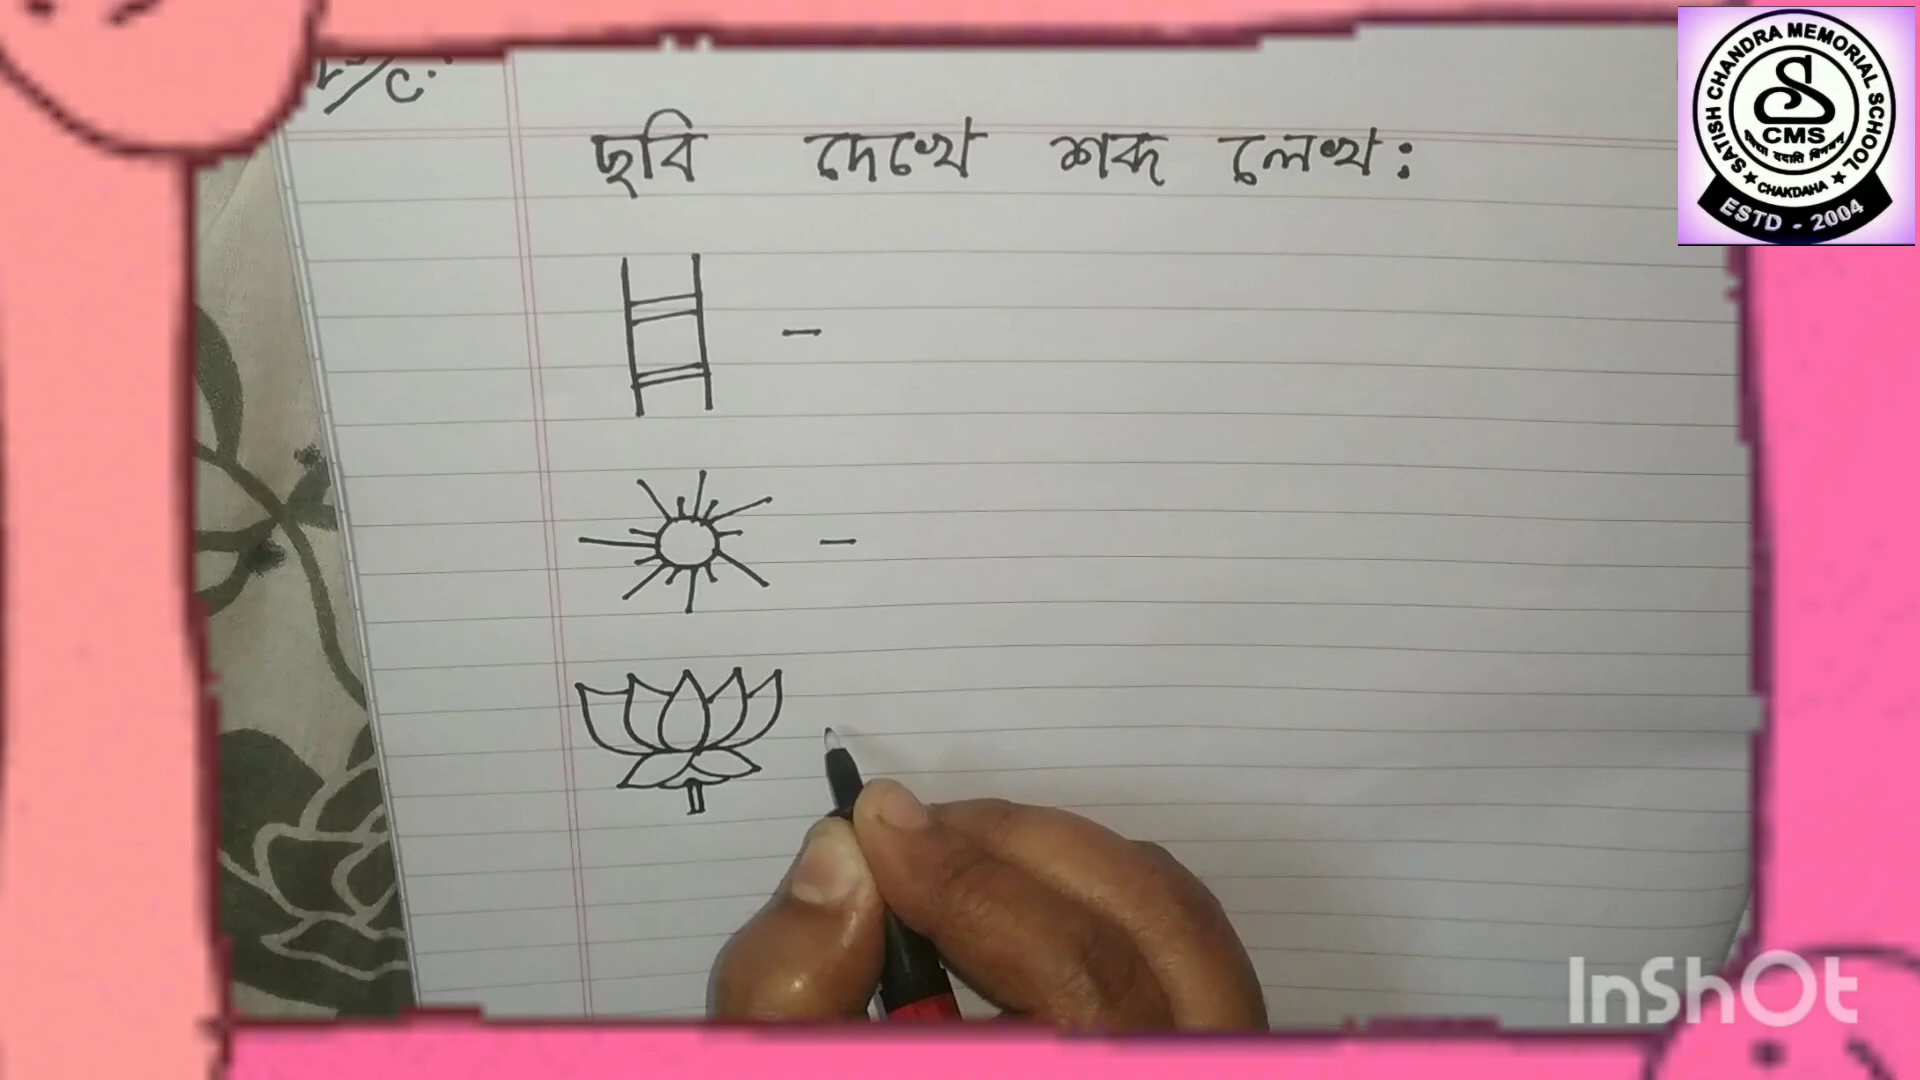 c.
ছবি দেখে শব্দ লেখ:
-
-
SATISH CHANDRA MEMORIAL SCHOOL
S
CMS
CHAKDAHA
ESTD - 2004
InShOt